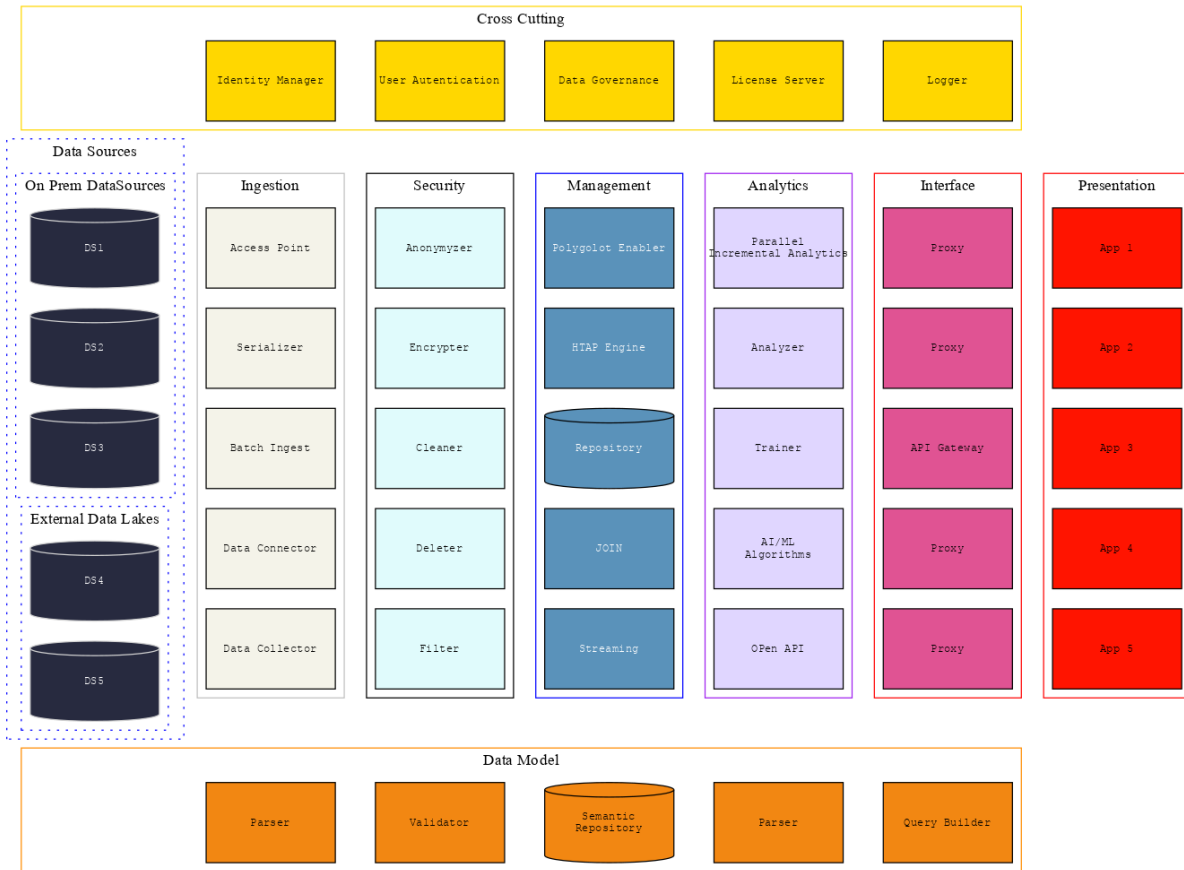 Cross Cutting
Identity Manager
User Autentication
Data Governance
License Server
Logger
Data Sources
On Prem DataSources
DS1
DS2
DS3
External Data Lakes
DS4
DS5
Ingestion
Access Point
Serializer
Batch Ingest
Data Connector
Data Collector
Security
Anonymyzer
Encrypter
Cleaner
Deleter
Filter
Management
Polygolot Enabler
HTAP Engine
Repository
JOIN
Streaming
Analytics
Parallel
Incremental Analytics
Analyzer
Trainer
AI/ML
Algorithms
OPen API
Interface
Proxy
Proxy
API Gateway
Proxy
Proxy
Presentation
App 1
App 2
App 3
App 4
App 5
Data Model
Parser
Validator
Semantic
Repository
Parser
Query Builder